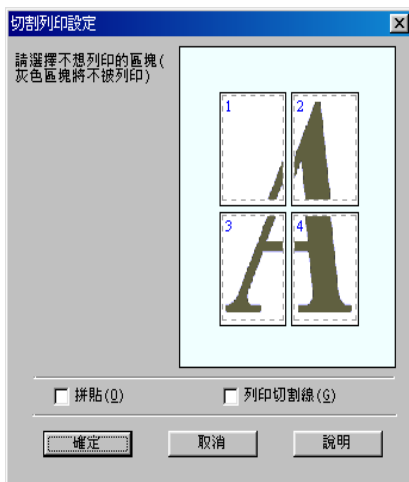 切割列印設定
請選擇不想列印的區塊(
灰色區塊將不被列印)
1 2
3 4
拼貼(O) 列印切割線(G)
確定 取消 說明